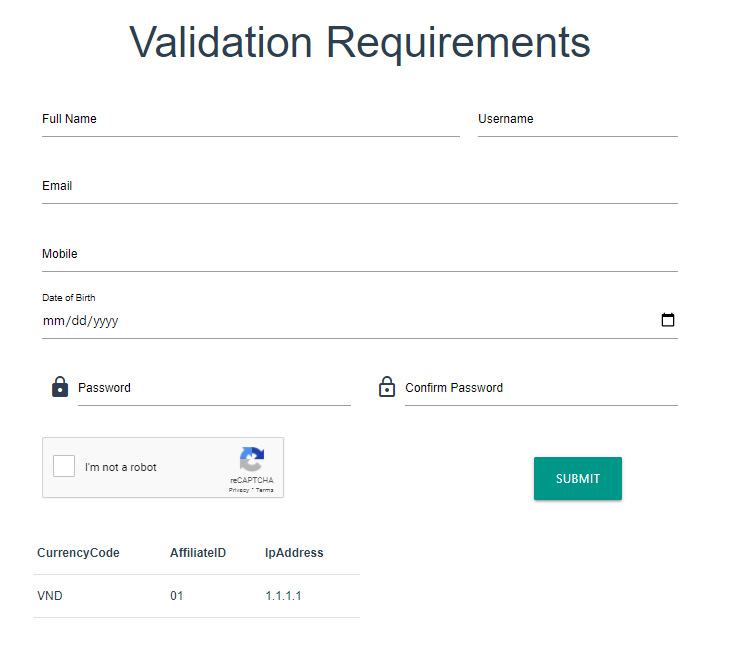 Validation Requirements
Full Name Username
Email
Mobile
Date of Birth
mm/dd/yyyy
Password Confirm Password
I'm not a robot
reCAPTCHA
Privacy - Terms
SUBMIT
CurrencyCode AffiliateID IpAddress
VND 01 1.1.1.1